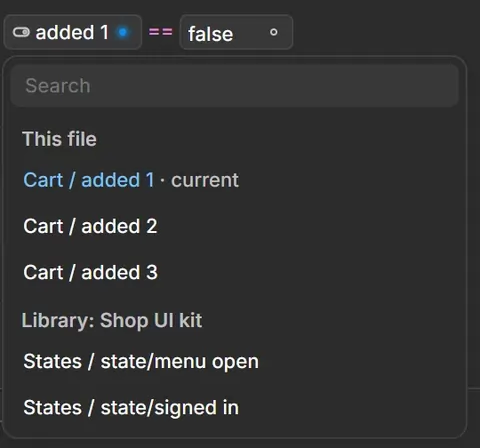 added 1 == false
Search
This file
Cart / added 1 · current
Cart / added 2
Cart / added 3
Library: Shop UI kit
States / state/menu open
States / state/signed in